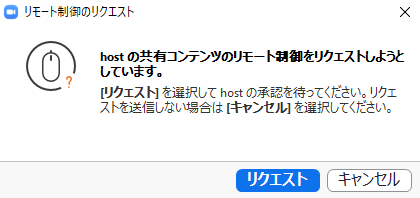 リモート制御のリクエスト
host の共有コンテンツのリモート制御をリクエストしようと
しています。
[リクエスト] を選択して host の承認を待ってください。リクエ
ストを送信しない場合は [キャンセル] を選択してください。
リクエスト
キャンセル